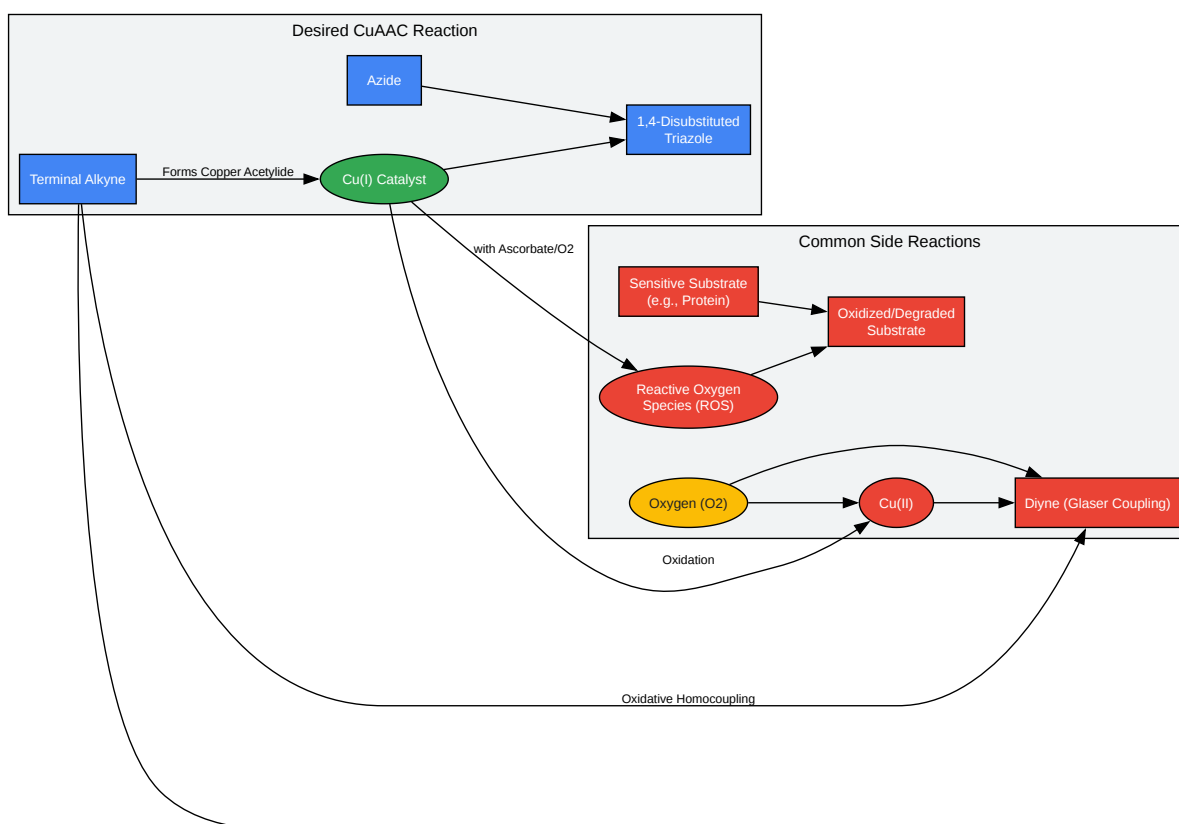 Desired CuAAC Reaction
Azide
1,4-Disubstituted
Triazole
Terminal Alkyne
Forms Copper Acetylide
Cu(I) Catalyst
with Ascorbate/O2
Common Side Reactions
Sensitive Substrate
(e.g., Protein)
Oxidized/Degraded
Substrate
Reactive Oxygen
Species (ROS)
Oxygen (O2)
Cu(II)
Diyne (Glaser Coupling)
Oxidation
Oxidative Homocoupling